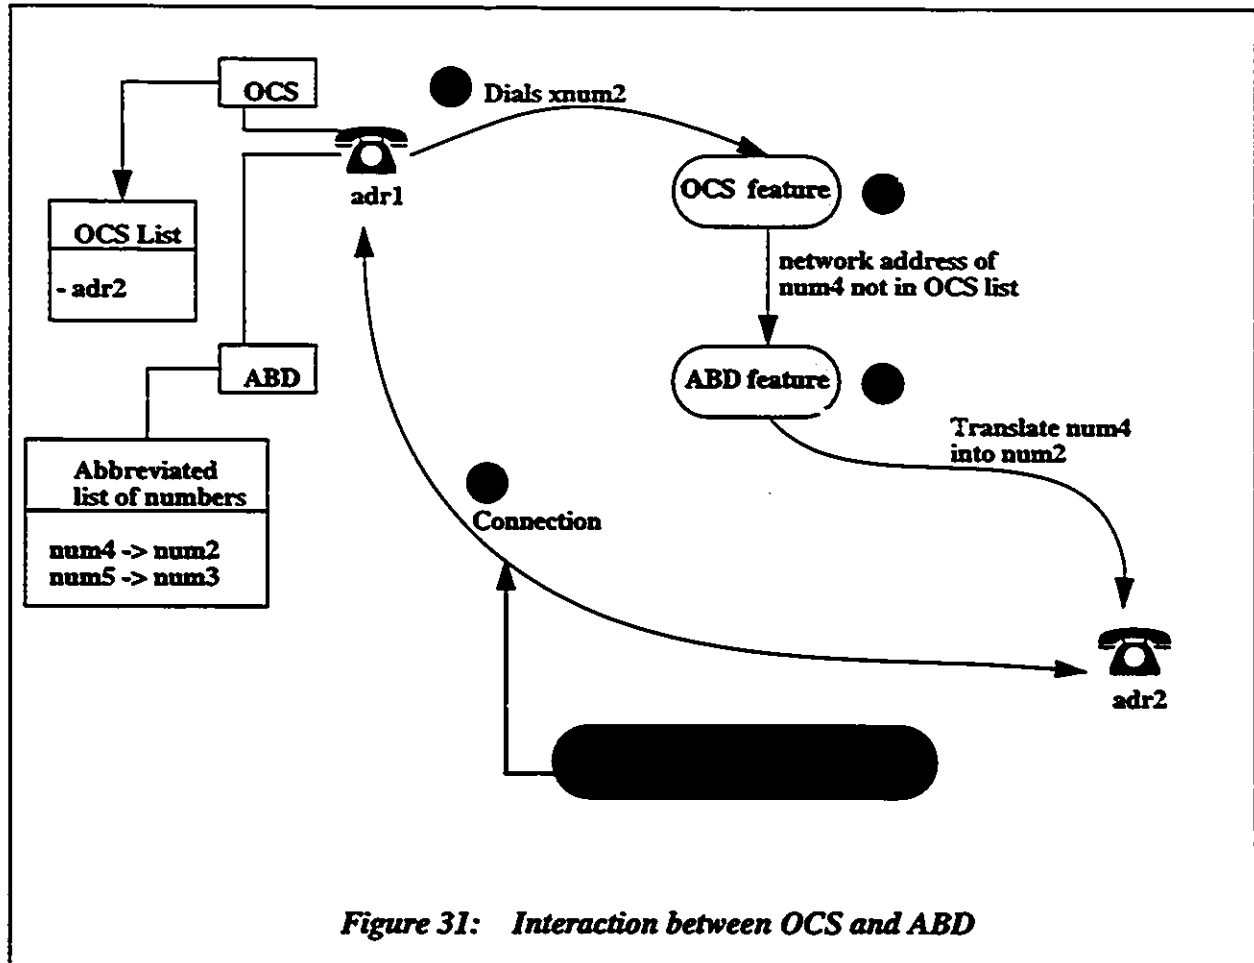 OCS
Dials xnum2
adr1
OCS feature
OCS List
- adr2
network address of
num4 not in OCS list
ABD
ABD feature
Abbreviated
list of numbers
num4 -> num2
num5 -> num3
Translate num4
into num2
Connection
adr2
Figure 31: Interaction between OCS and ABD